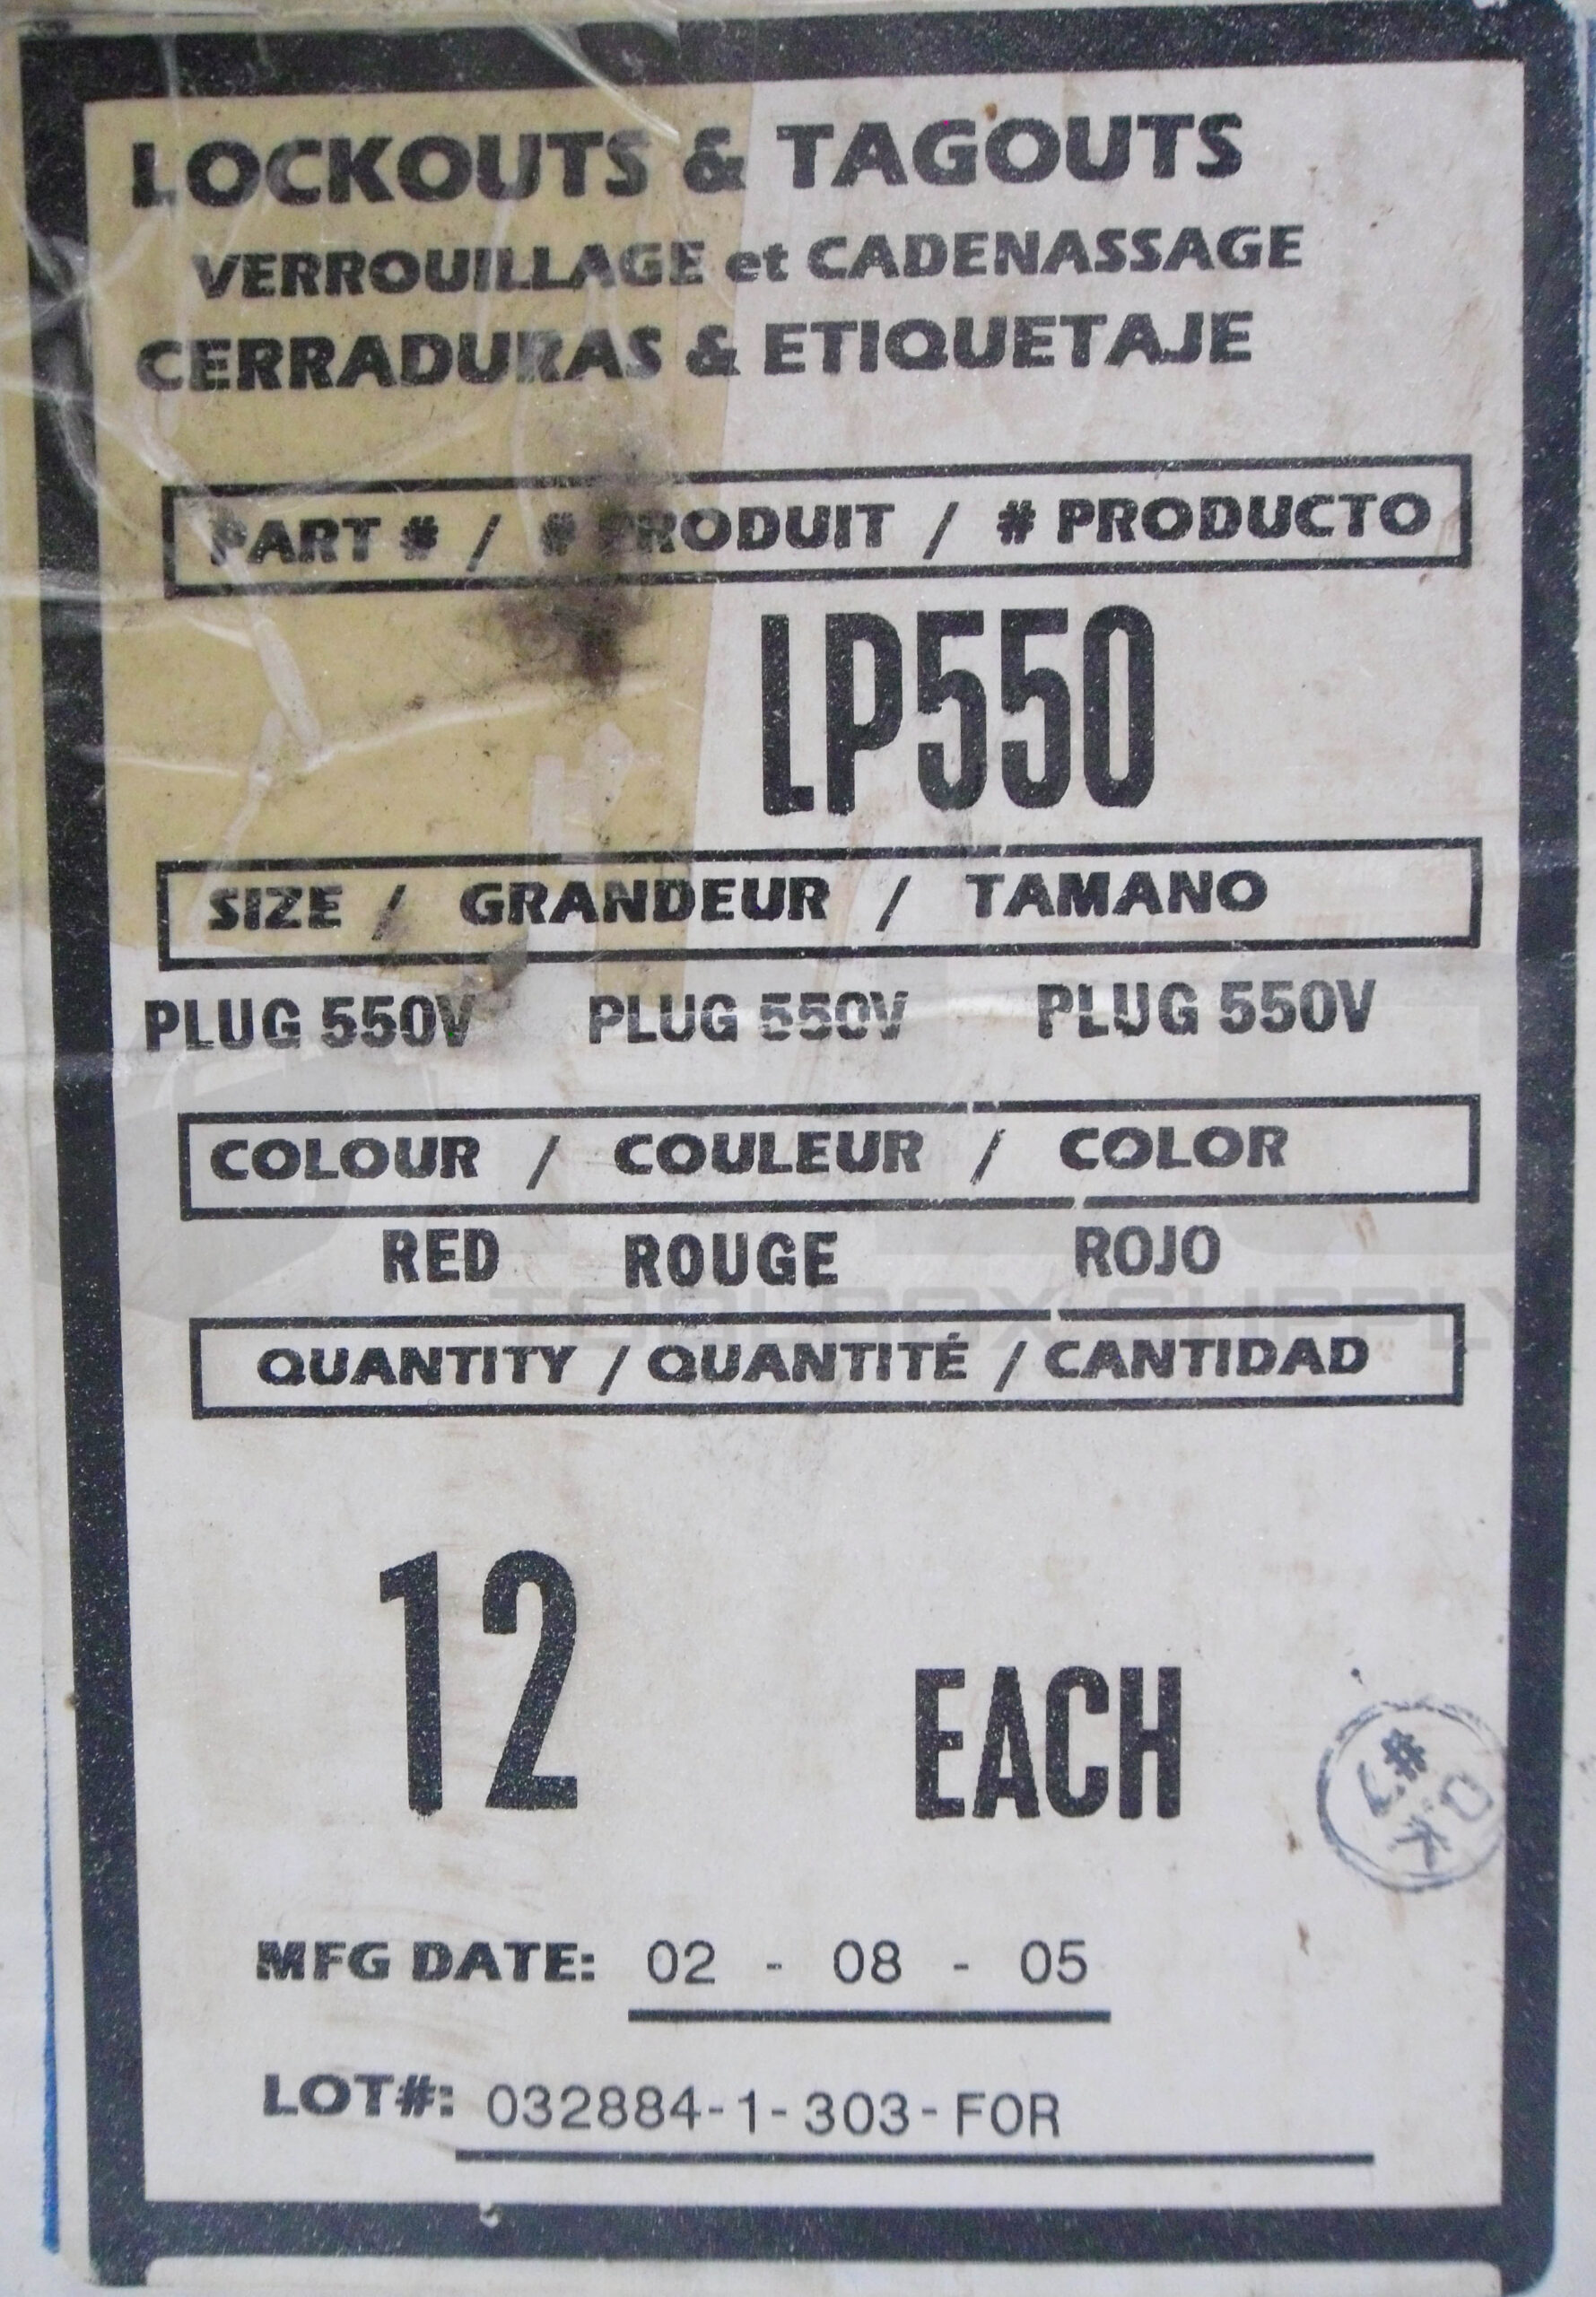 LOCKOUTS & TAGOUTS
VERROUILLAGE et CADENASSAGE
CERRADURAS & ETIQUETAJE
PART # / # PRODUIT / # PRODUCTO
LP550
SIZE / GRANDEUR / TAMANO
PLUG 550V PLUG 550V PLUG 550V
COLOUR / COULEUR / COLOR
RED ROUGE ROJO
TOOLBOX SUPPLY
QUANTITY / QUANTITÉ / CANTIDAD
12 EACH
MFG DATE: 02 - 08 - 05
LOT#: 032884-1-303-FOR